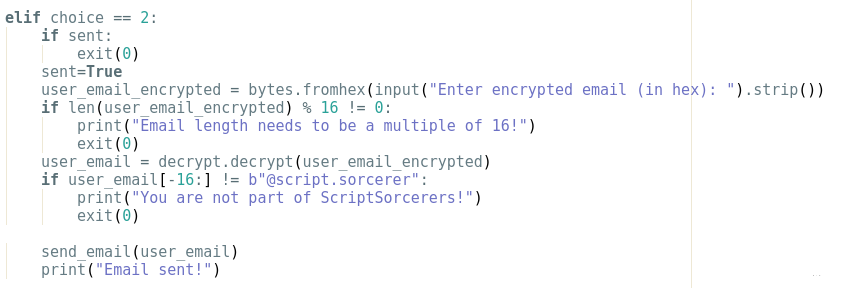 elif choice == 2:
    if sent:
        exit(0)
    sent=True
    user_email_encrypted = bytes.fromhex(input("Enter encrypted email (in hex): ").strip())
    if len(user_email_encrypted) % 16 != 0:
        print("Email length needs to be a multiple of 16!")
        exit(0)
    user_email = decrypt.decrypt(user_email_encrypted)
    if user_email[-16:] != b"@script.sorcerer":
        print("You are not part of ScriptSorcerers!")
        exit(0)

    send_email(user_email)
    print("Email sent!")